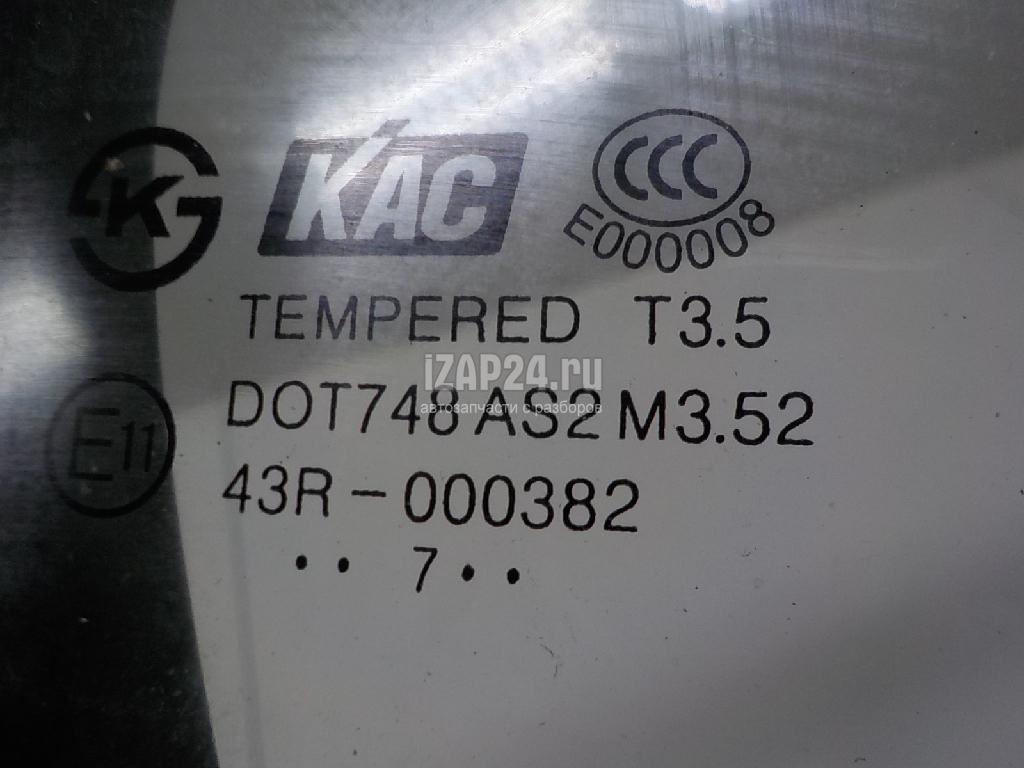 K
KAC
CCC
E000008
TEMPERED T3.5
iZAP24.ru
DOT748 AS2 M3.52
автозапчасти с разборов
E11
43R-000382
•• 7 ••